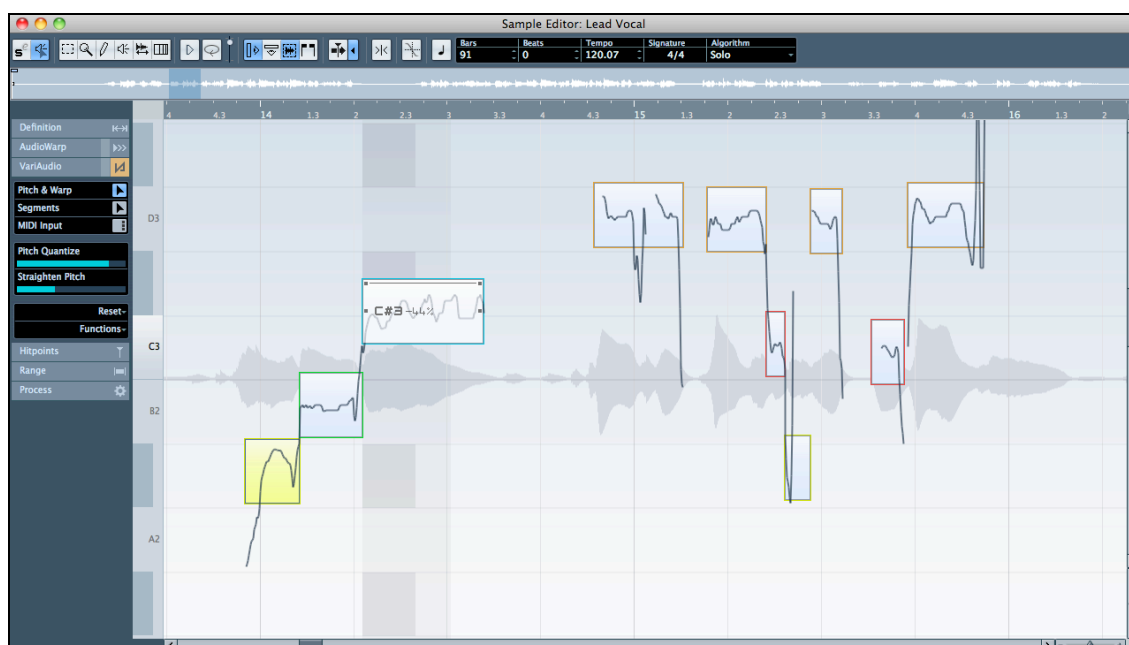 Sample Editor: Lead Vocal
Bars Beats Tempo Signature Algorithm
91 0 120.07 4/4 Solo
4 4.3 14 1.3 2 2.3 3 3.3 4 4.3 15 1.3 2 2.3 3 3.3 4 4.3 16 1.3 2
Definition
AudioWarp
VariAudio
Pitch & Warp
Segments
MIDI Input
Pitch Quantize
Straighten Pitch
Reset
Functions
Hitpoints
Range
Process
D3
C#3 -44%
C3
B2
A2